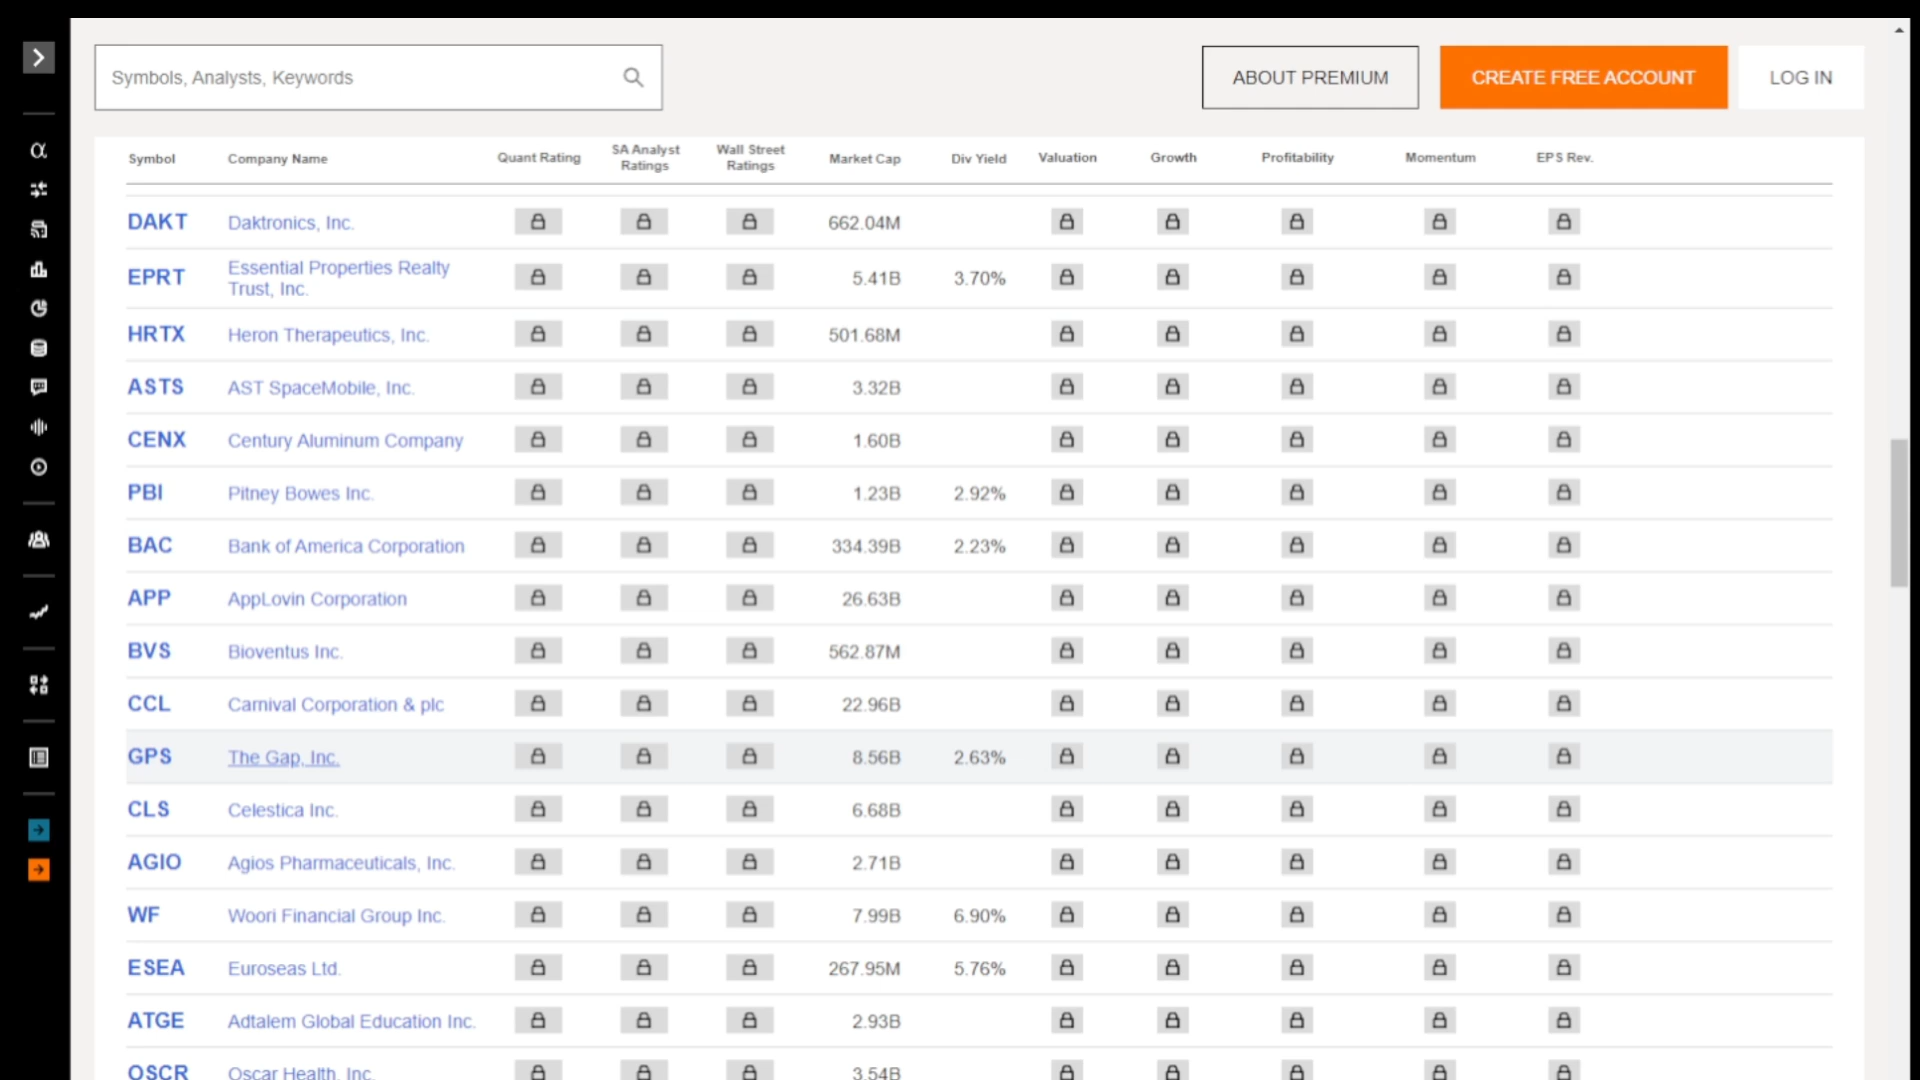 Symbols, Analysts, Keywords
ABOUT PREMIUM
CREATE FREE ACCOUNT
LOG IN
Symbol Company Name Quant Rating SA Analyst Ratings Wall Street Ratings Market Cap Div Yield Valuation Growth Profitability Momentum EPS Rev.
DAKT Daktronics, Inc. 662.04M
EPRT Essential Properties Realty Trust, Inc. 5.41B 3.70%
HRTX Heron Therapeutics, Inc. 501.68M
ASTS AST SpaceMobile, Inc. 3.32B
CENX Century Aluminum Company 1.60B
PBI Pitney Bowes Inc. 1.23B 2.92%
BAC Bank of America Corporation 334.39B 2.23%
APP AppLovin Corporation 26.63B
BVS Bioventus Inc. 562.87M
CCL Carnival Corporation & plc 22.96B
GPS The Gap, Inc. 8.56B 2.63%
CLS Celestica Inc. 6.68B
AGIO Agios Pharmaceuticals, Inc. 2.71B
WF Woori Financial Group Inc. 7.99B 6.90%
ESEA Euroseas Ltd. 267.95M 5.76%
ATGE Adtalem Global Education Inc. 2.93B
OSCR Oscar Health, Inc. 3.54B